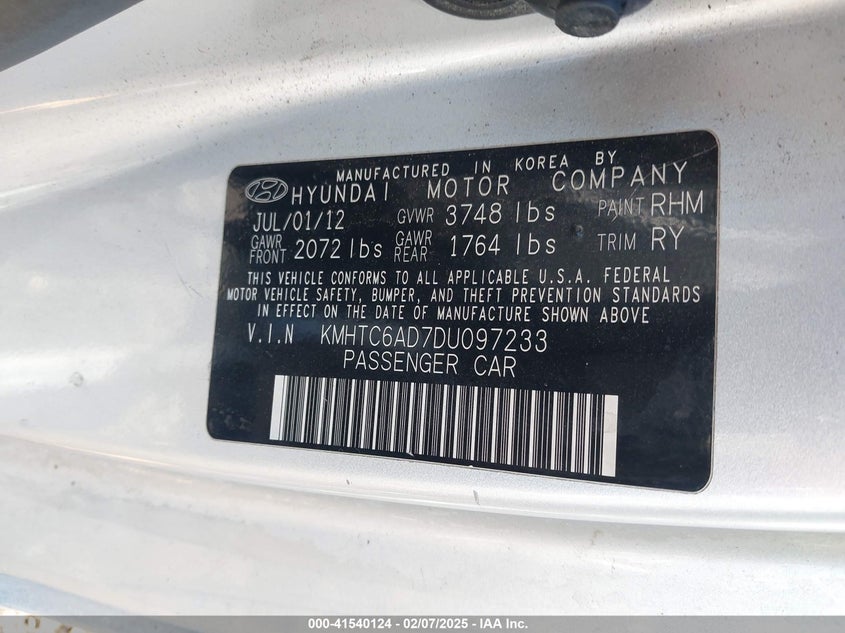 MANUFACTURED IN KOREA BY
HYUNDAI MOTOR COMPANY
JUL/01/12 GVWR 3748 lbs PAINT RHM
GAWR FRONT 2072 lbs GAWR REAR 1764 lbs TRIM RY
THIS VEHICLE CONFORMS TO ALL APPLICABLE U.S.A. FEDERAL
MOTOR VEHICLE SAFETY, BUMPER, AND THEFT PREVENTION STANDARDS
IN EFFECT ON THE DATE OF MANUFACTURE SHOWN ABOVE
V.I.N KMHTC6AD7DU097233
PASSENGER CAR
000-41540124 - 02/07/2025 - IAA Inc.